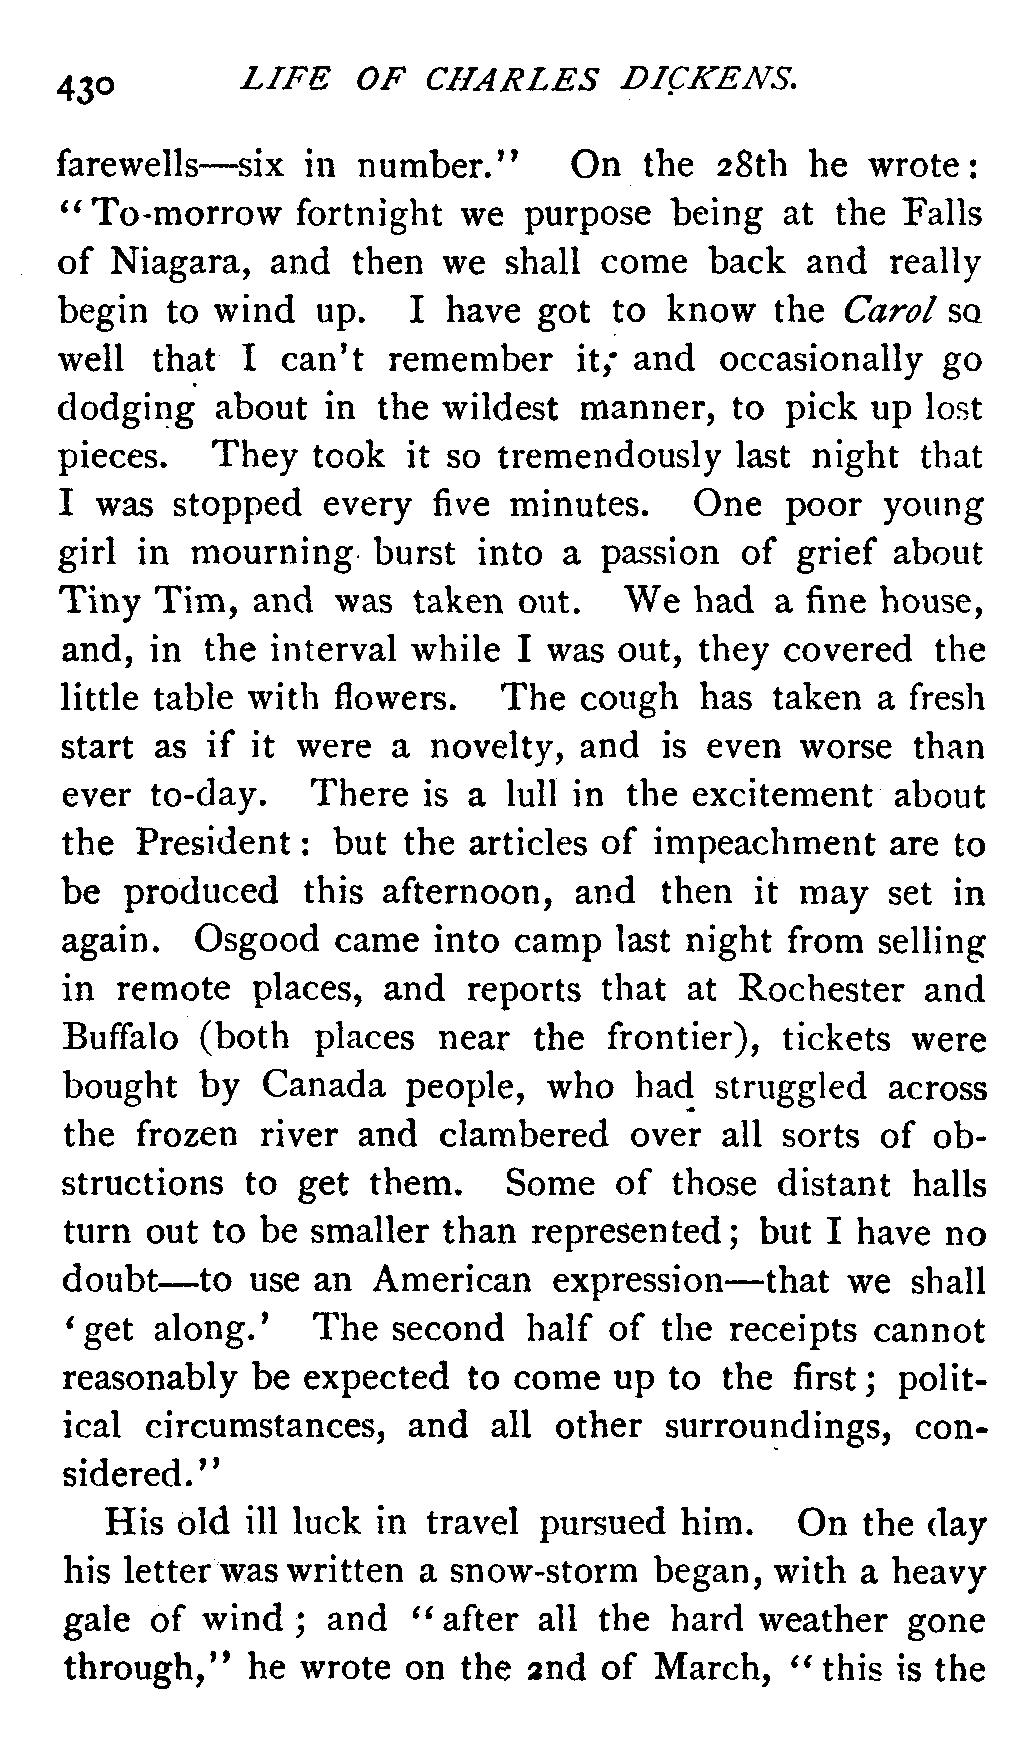 430 LIFE OF CHARLES DICKENS.
farewells—six in number." On the 28th he wrote:
"To-morrow fortnight we purpose being at the Falls
of Niagara, and then we shall come back and really
begin to wind up. I have got to know the Carol so
well that I can't remember it, and occasionally go
dodging about in the wildest manner, to pick up lost
pieces. They took it so tremendously last night that
I was stopped every five minutes. One poor young
girl in mourning burst into a passion of grief about
Tiny Tim, and was taken out. We had a fine house,
and, in the interval while I was out, they covered the
little table with flowers. The cough has taken a fresh
start as if it were a novelty, and is even worse than
ever to-day. There is a lull in the excitement about
the President: but the articles of impeachment are to
be produced this afternoon, and then it may set in
again. Osgood came into camp last night from selling
in remote places, and reports that at Rochester and
Buffalo (both places near the frontier), tickets were
bought by Canada people, who had struggled across
the frozen river and clambered over all sorts of ob-
structions to get them. Some of those distant halls
turn out to be smaller than represented; but I have no
doubt—to use an American expression—that we shall
'get along.' The second half of the receipts cannot
reasonably be expected to come up to the first; polit-
ical circumstances, and all other surroundings, con-
sidered."
His old ill luck in travel pursued him. On the day
his letter was written a snow-storm began, with a heavy
gale of wind; and "after all the hard weather gone
through," he wrote on the 2nd of March, "this is the